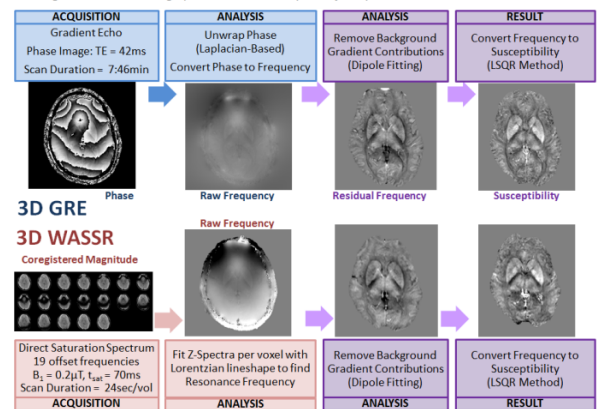 ACQUISITION
Gradient Echo
Phase Image: TE = 42ms
Scan Duration = 7:46min
ANALYSIS
Unwrap Phase
(Laplacian-Based)
Convert Phase to Frequency
ANALYSIS
Remove Background
Gradient Contributions
(Dipole Fitting)
RESULT
Convert Frequency to
Susceptibility
(LSQR Method)
Phase
Raw Frequency
Residual Frequency
Susceptibility
3D GRE
3D WASSR
Coregistered Magnitude
Raw Frequency
Direct Saturation Spectrum
19 offset frequencies
B₁ = 0.2µT, tsat = 70ms
Scan Duration = 24sec/vol
ACQUISITION
Fit Z-Spectra per voxel with
Lorentzian lineshape to find
Resonance Frequency
ANALYSIS
Remove Background
Gradient Contributions
(Dipole Fitting)
ANALYSIS
Convert Frequency to
Susceptibility
(LSQR Method)
RESULT